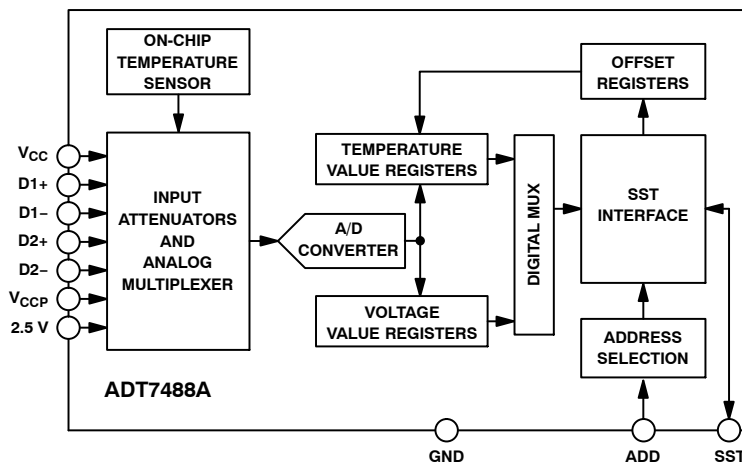 ON-CHIP
TEMPERATURE
SENSOR
OFFSET
REGISTERS
VCC
D1+
D1−
D2+
D2−
VCCP
2.5 V
INPUT
ATTENUATORS
AND
ANALOG
MULTIPLEXER
A/D
CONVERTER
TEMPERATURE
VALUE REGISTERS
VOLTAGE
VALUE REGISTERS
DIGITAL MUX
SST
INTERFACE
ADDRESS
SELECTION
ADT7488A
GND
ADD
SST